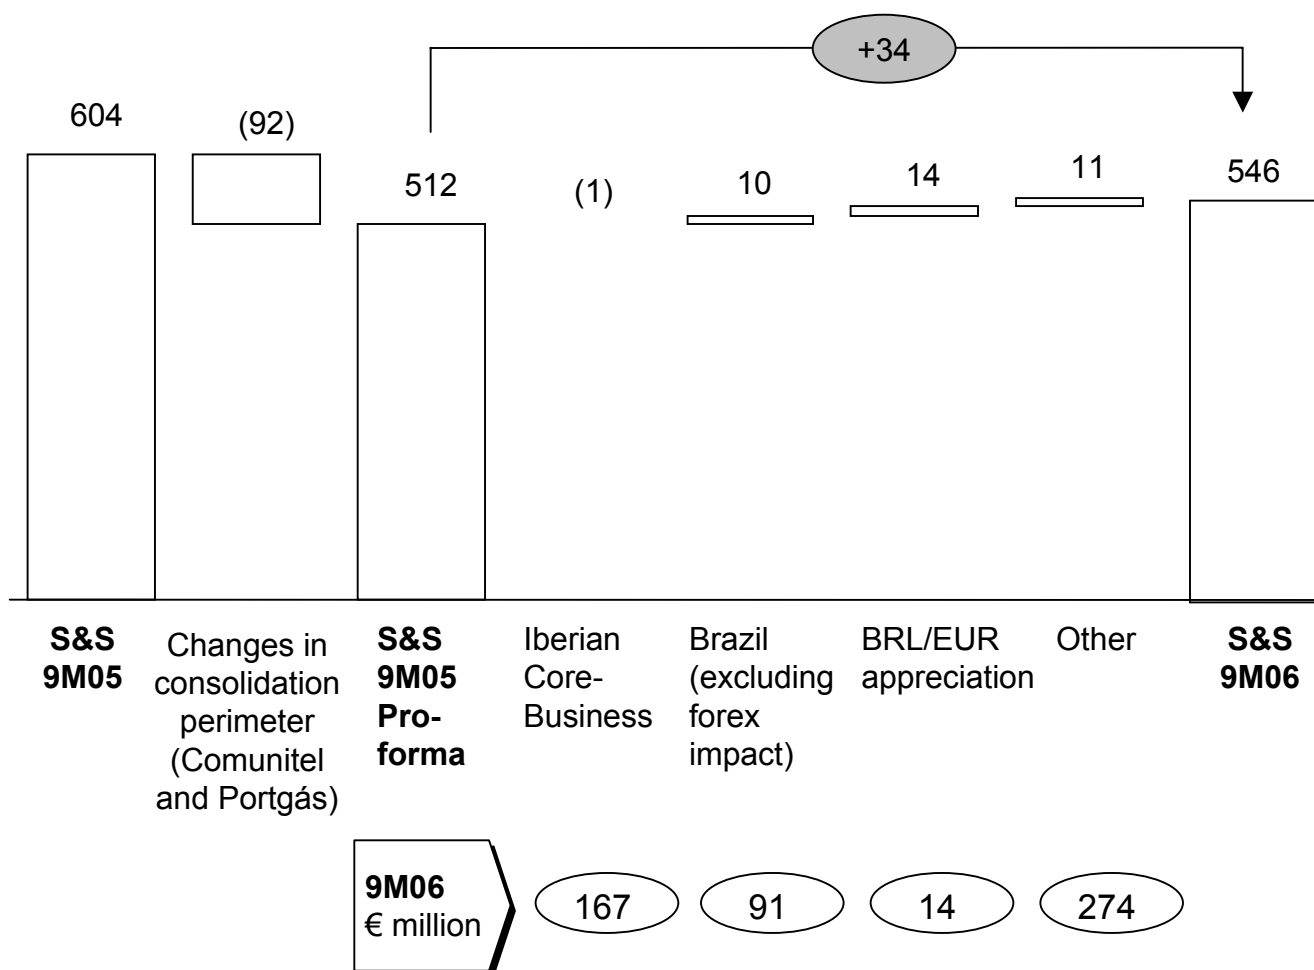 +34
604
(92)
512
(1)
10
14
11
546
S&S
9M05
Changes in
consolidation
perimeter
(Comunitel
and Portgás)
S&S
9M05
Pro-
forma
Iberian
Core-
Business
Brazil
(excluding
forex
impact)
BRL/EUR
appreciation
Other
S&S
9M06
9M06
€ million
167
91
14
274